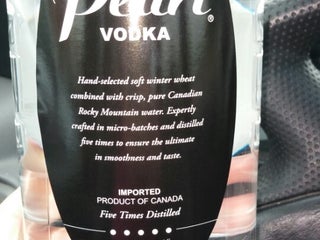 Pearl®
VODKA
Hand-selected soft winter wheat
combined with crisp, pure Canadian
Rocky Mountain water. Expertly
crafted in micro-batches and distilled
five times to ensure the ultimate
in smoothness and taste.
IMPORTED
PRODUCT OF CANADA
Five Times Distilled